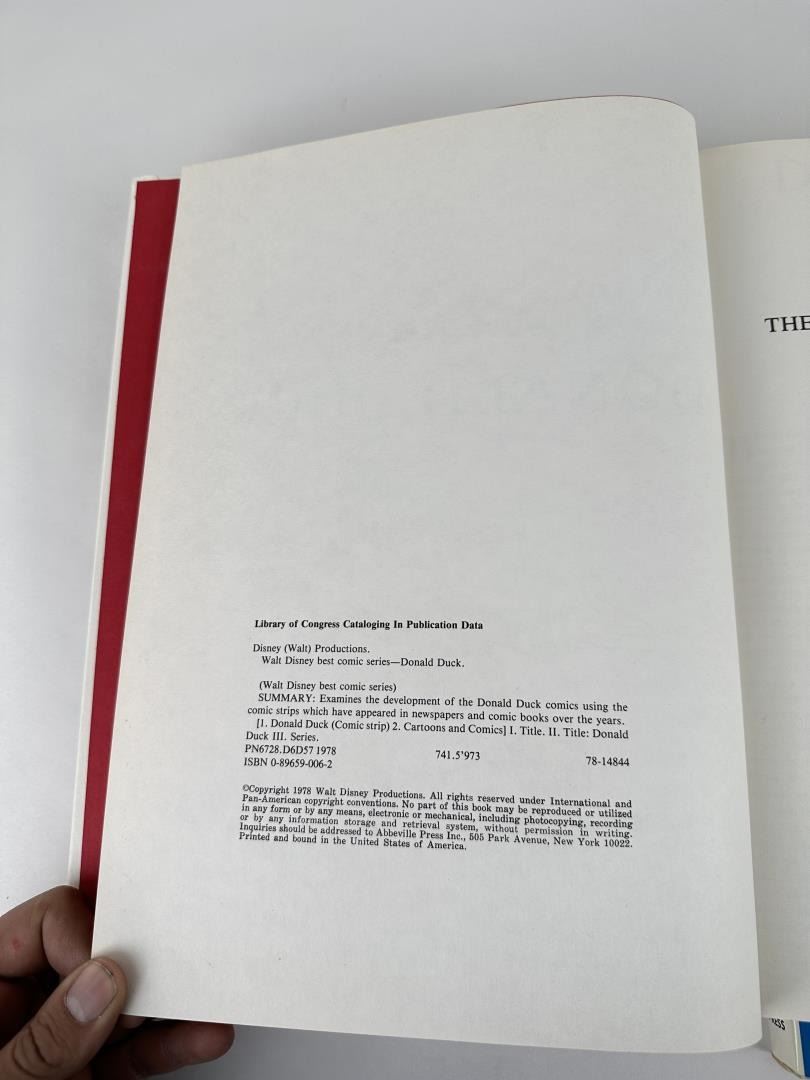 THE
Library of Congress Cataloging In Publication Data
Disney (Walt) Productions.
Walt Disney best comic series—Donald Duck.
(Walt Disney best comic series)
SUMMARY: Examines the development of the Donald Duck comics using the
comic strips which have appeared in newspapers and comic books over the years.
[1. Donald Duck (Comic strip) 2. Cartoons and Comics] I. Title. II. Title: Donald
Duck III. Series.
PN6728.D6D57 1978 741.5'973 78-14844
ISBN 0-89659-006-2
©Copyright 1978 Walt Disney Productions. All rights reserved under International and
Pan-American copyright conventions. No part of this book may be reproduced or utilized
in any form or by any means, electronic or mechanical, including photocopying, recording
or by any information storage and retrieval system, without permission in writing.
Inquiries should be addressed to Abbeville Press Inc., 505 Park Avenue, New York 10022.
Printed and bound in the United States of America.